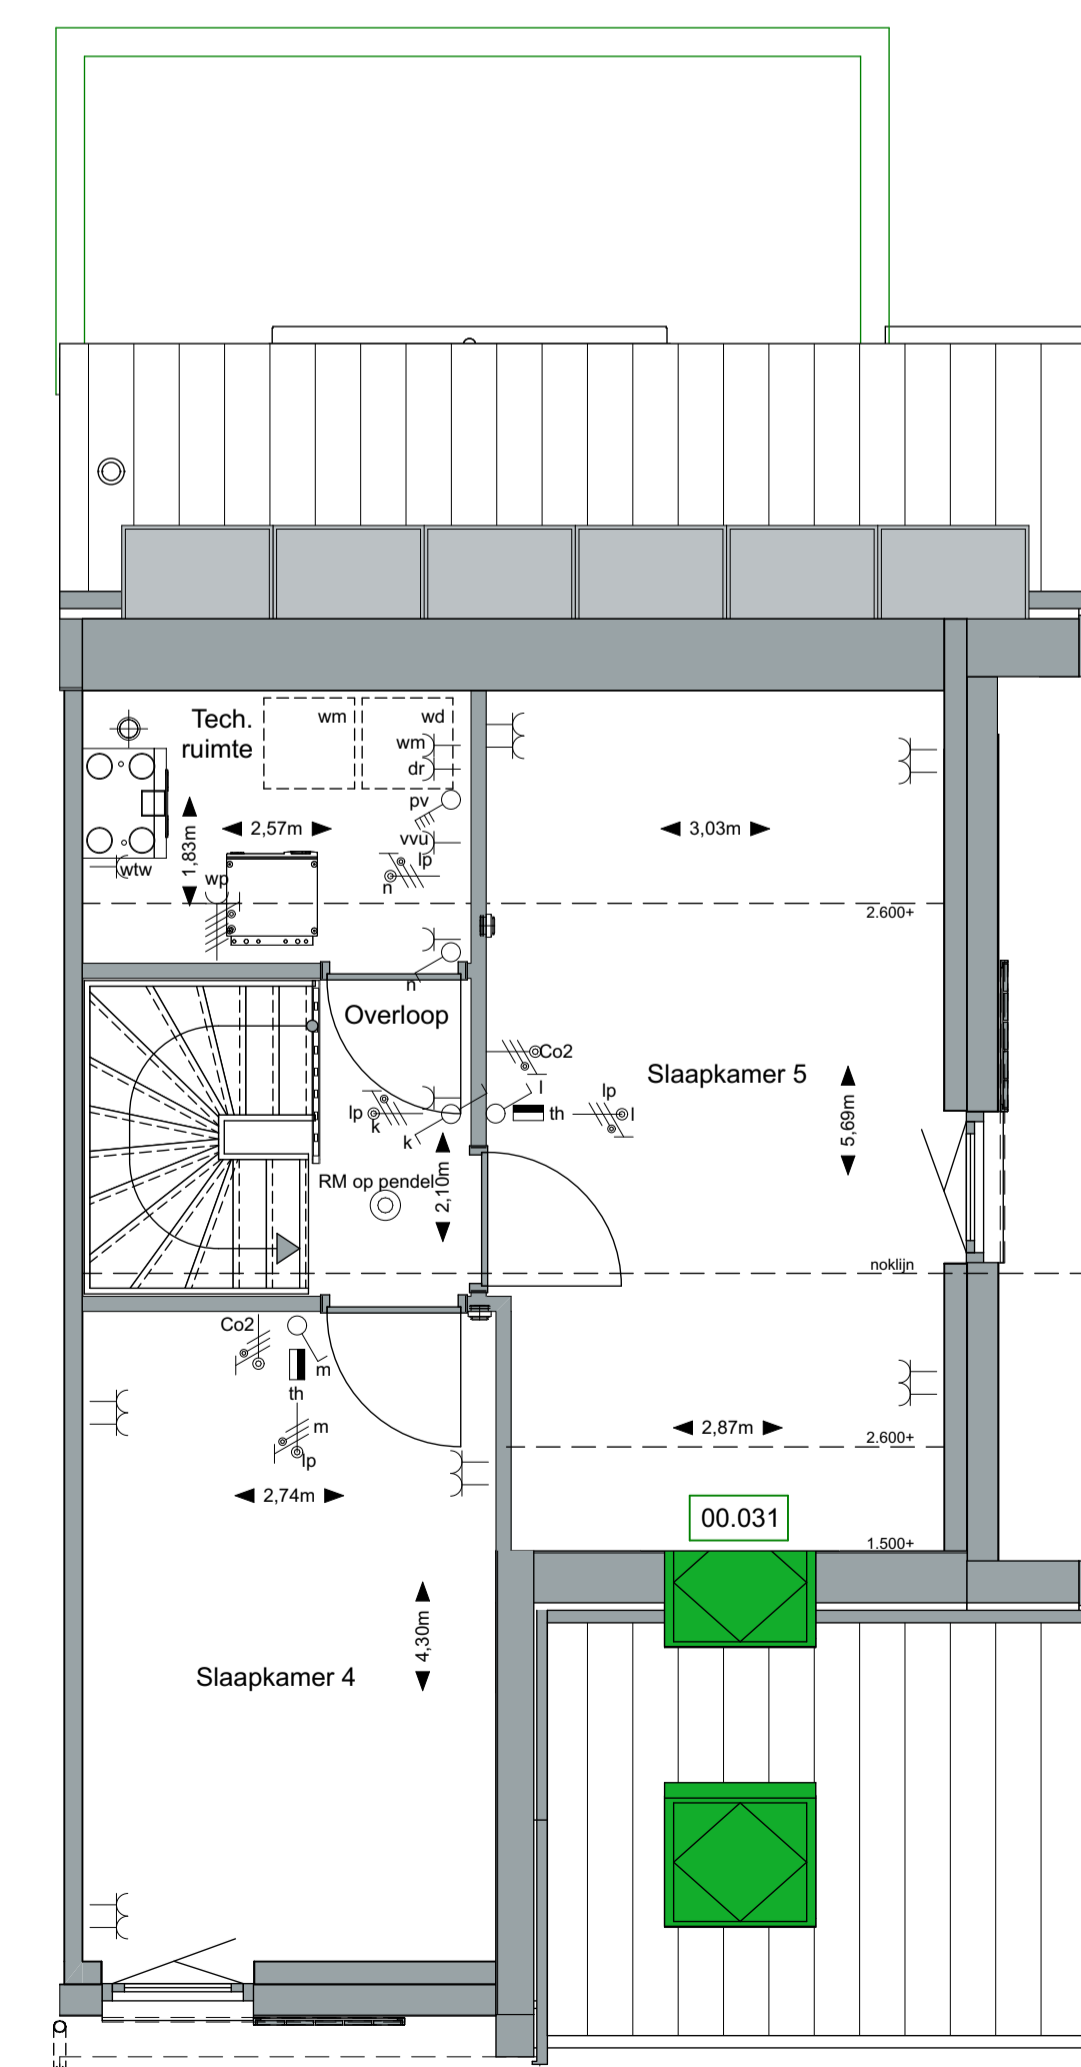 Tech.
ruimte
wm
wd
wm
dr
pv
vvu
lp
n
2,57m
1,83m
wtw
wp
n
3,03m
2.600+
Overloop
Co2
l
th
lp
l
Slaapkamer 5
5,69m
lp
k
k
RM op pendel
2,10m
noklijn
Co2
m
th
m
lp
2,74m
2,87m
2.600+
00.031
1.500+
4,30m
Slaapkamer 4